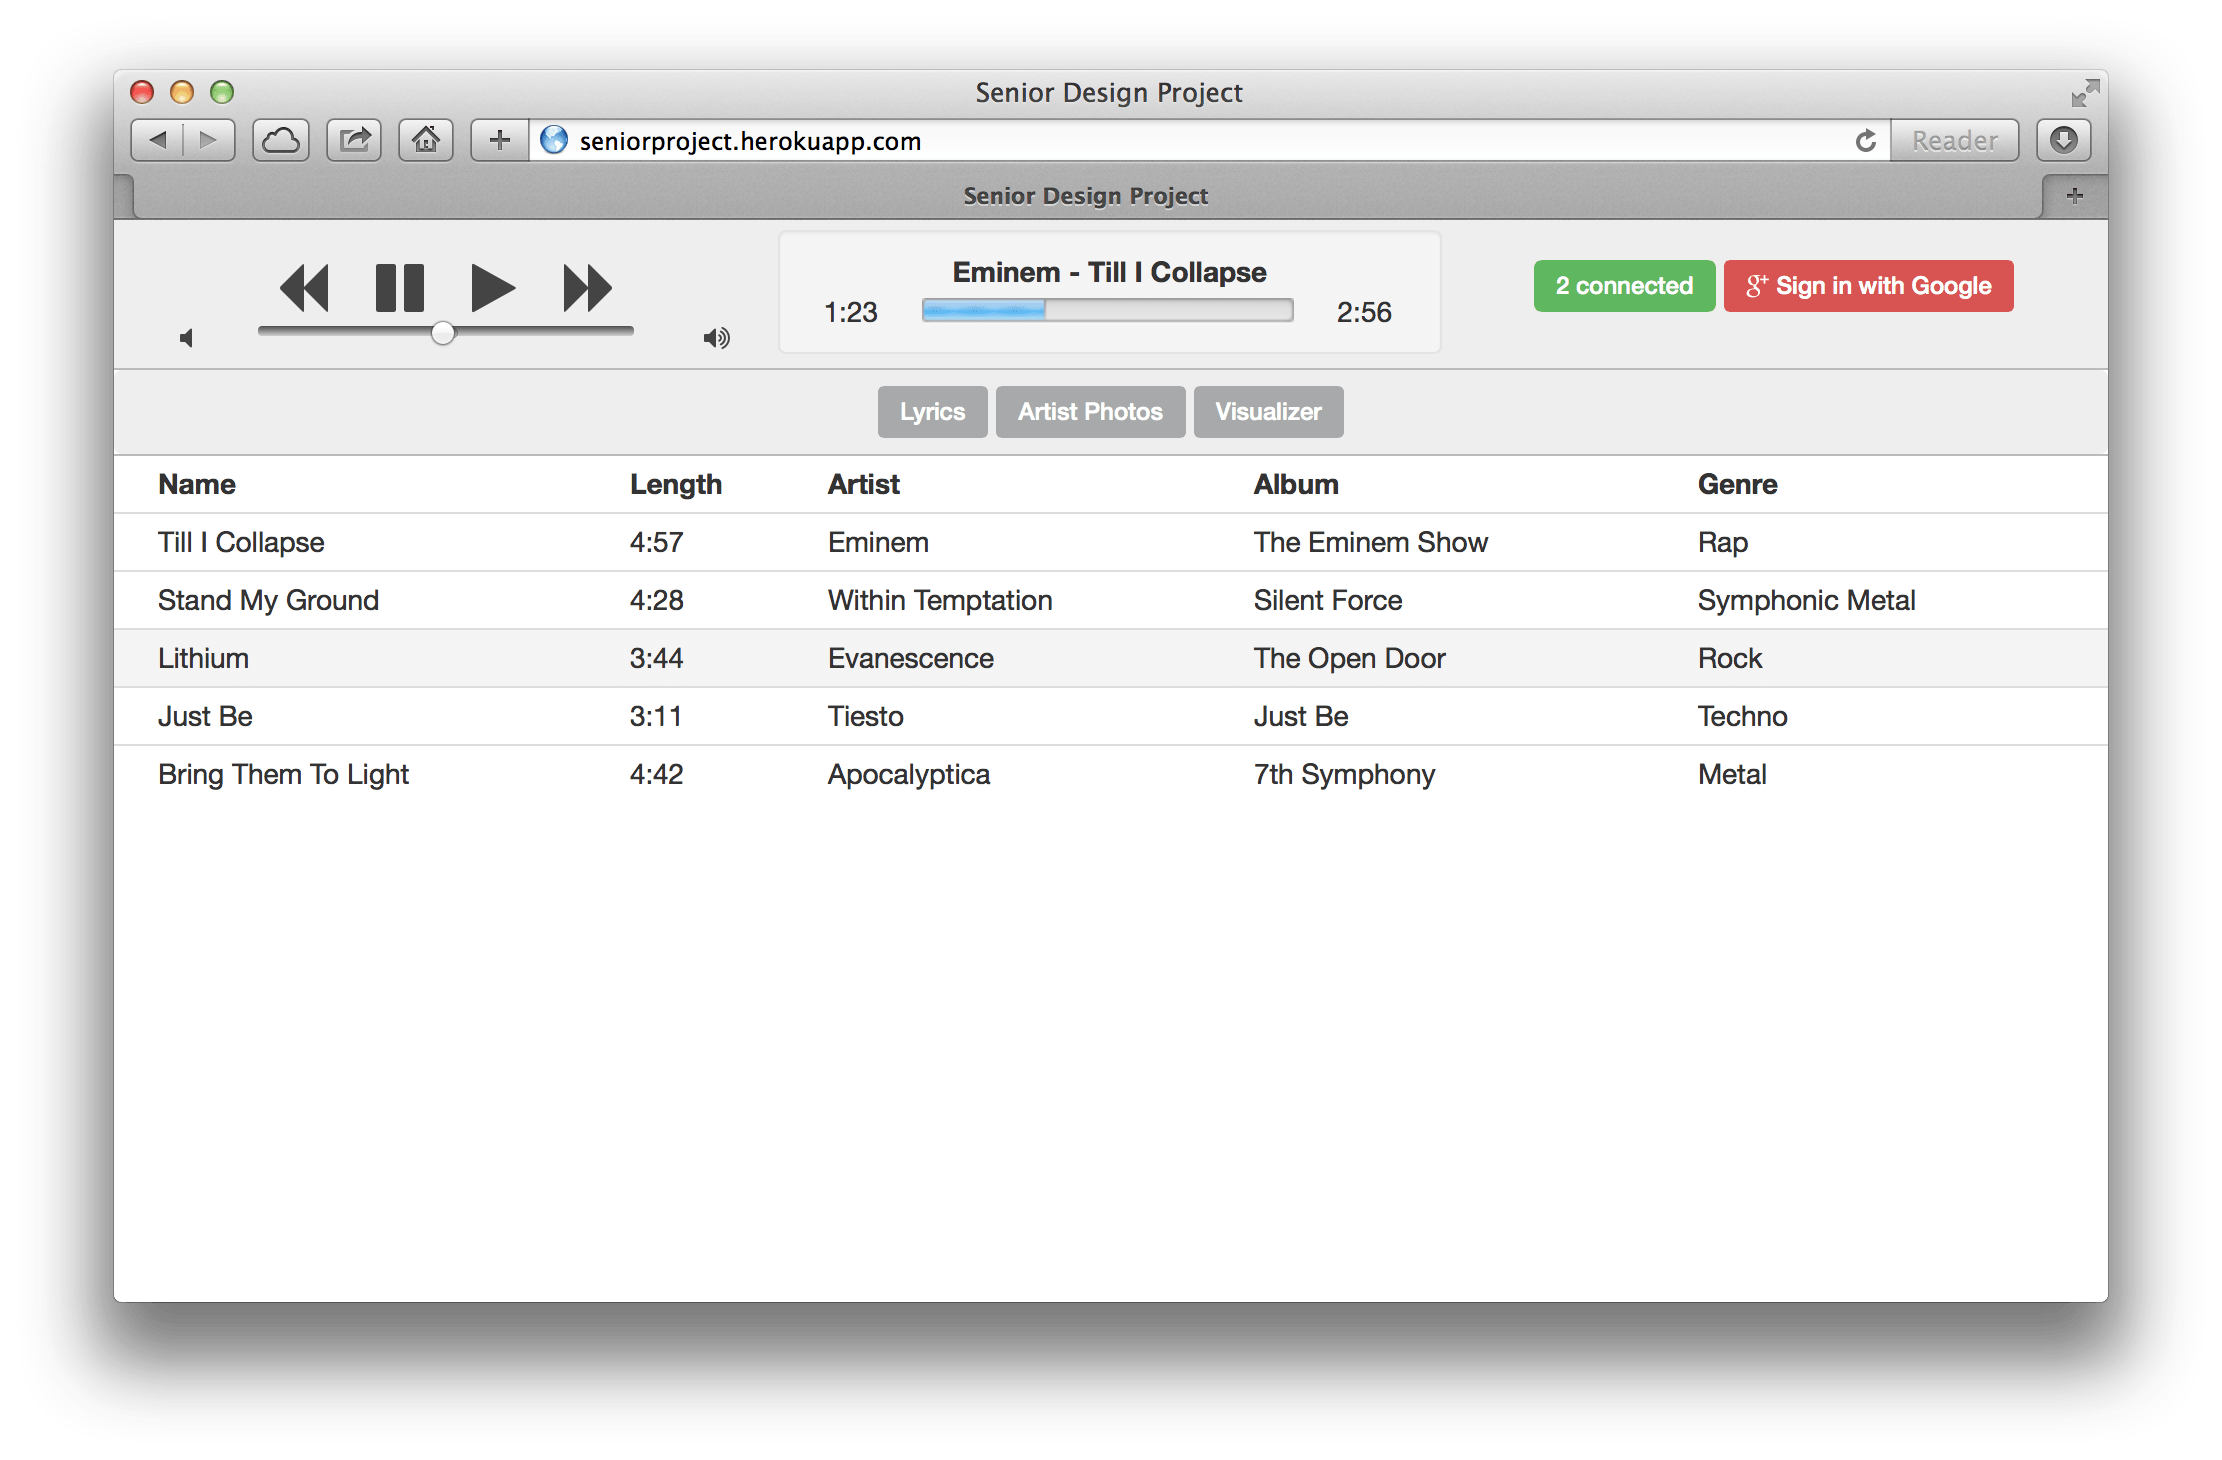 Senior Design Project
seniorproject.herokuapp.com
Reader
Senior Design Project
Eminem - Till I Collapse
1:23 2:56
2 connected
g+ Sign in with Google
Lyrics Artist Photos Visualizer
Name Length Artist Album Genre
Till I Collapse 4:57 Eminem The Eminem Show Rap
Stand My Ground 4:28 Within Temptation Silent Force Symphonic Metal
Lithium 3:44 Evanescence The Open Door Rock
Just Be 3:11 Tiesto Just Be Techno
Bring Them To Light 4:42 Apocalyptica 7th Symphony Metal